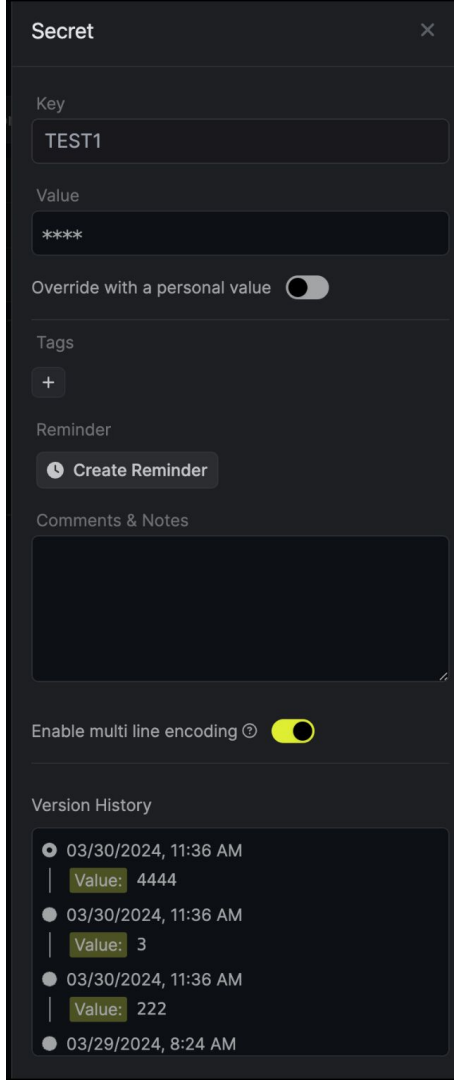 Secret
Key
TEST1
Value
****
Override with a personal value
Tags
+
Reminder
Create Reminder
Comments & Notes
Enable multi line encoding
Version History
03/30/2024, 11:36 AM
Value: 4444
03/30/2024, 11:36 AM
Value: 3
03/30/2024, 11:36 AM
Value: 222
03/29/2024, 8:24 AM